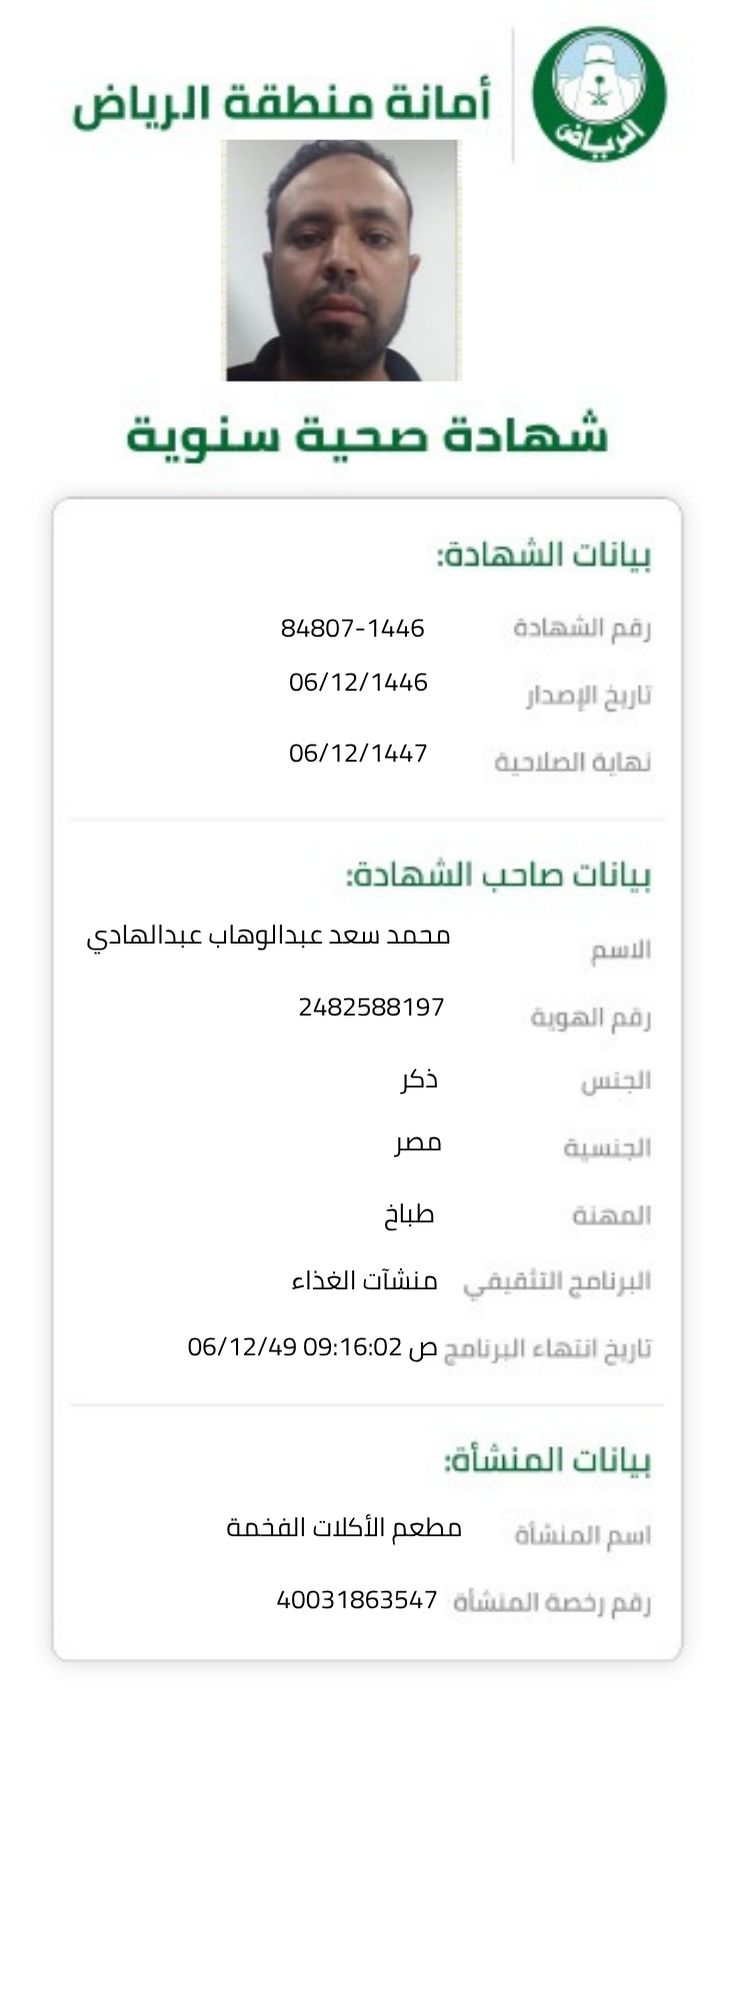 أمانة منطقة الرياض
الرياض
شهادة صحية سنوية
بيانات الشهادة:
رقم الشهادة 84807-1446
تاريخ الإصدار 06/12/1446
نهاية الصلاحية 06/12/1447
بيانات صاحب الشهادة:
الاسم محمد سعد عبدالوهاب عبدالهادي
رقم الهوية 2482588197
الجنس ذكر
الجنسية مصر
المهنة طباخ
البرنامج التثقيفي منشآت الغذاء
تاريخ انتهاء البرنامج ص 09:16:02 06/12/49
بيانات المنشأة:
اسم المنشأة مطعم الأكلات الفخمة
رقم رخصة المنشأة 40031863547